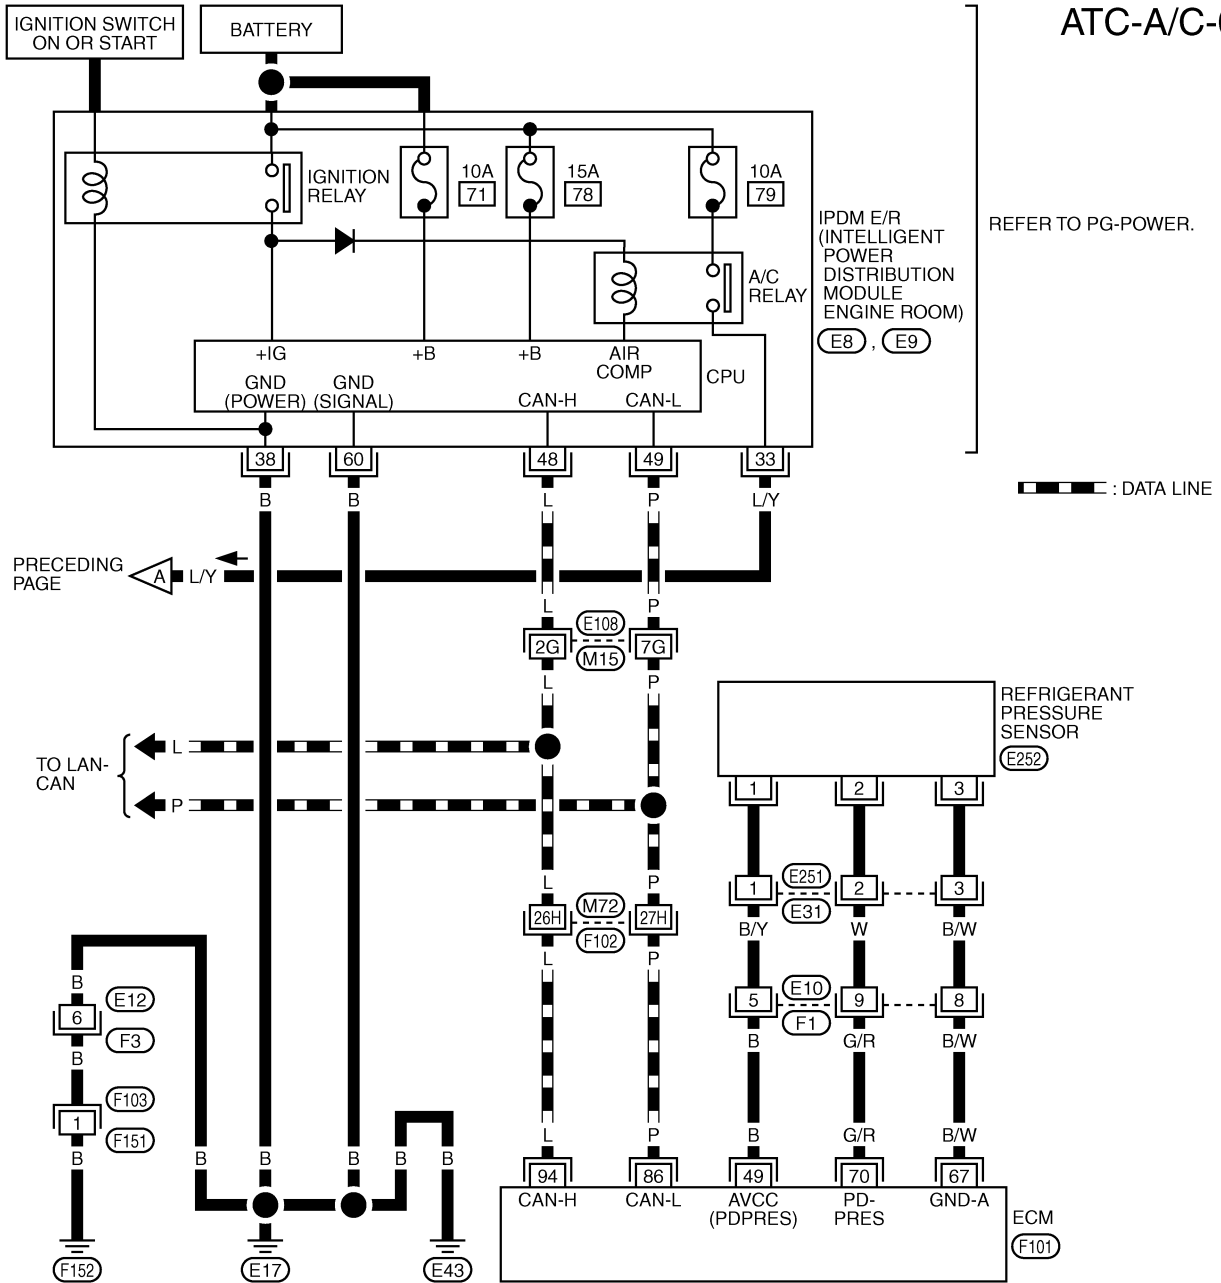 IGNITION SWITCH
ON OR START
BATTERY
ATC-A/C-
IGNITION
RELAY
10A
71
15A
78
10A
79
A/C
RELAY
IPDM E/R
(INTELLIGENT
POWER
DISTRIBUTION
MODULE
ENGINE ROOM)
E8 , E9
REFER TO PG-POWER.
+IG
+B
+B
AIR
COMP
CPU
GND
(POWER)
GND
(SIGNAL)
CAN-H
CAN-L
38
60
48
49
33
B
B
L
P
L/Y
: DATA LINE
PRECEDING
PAGE
A
L/Y
L
P
2G
E108
M15
7G
L
P
REFRIGERANT
PRESSURE
SENSOR
E252
TO LAN-
CAN
L
P
1
2
3
L
P
1
E251
E31
2
3
26H
M72
F102
27H
B/Y
W
B/W
L
P
B
6
E12
F3
B
5
E10
F1
9
8
B
G/R
B/W
1
F103
F151
B
B
B
B
B
B
L
P
B
G/R
B/W
94
86
49
70
67
CAN-H
CAN-L
AVCC
(PDPRES)
PD-
PRES
GND-A
ECM
F101
F152
E17
E43